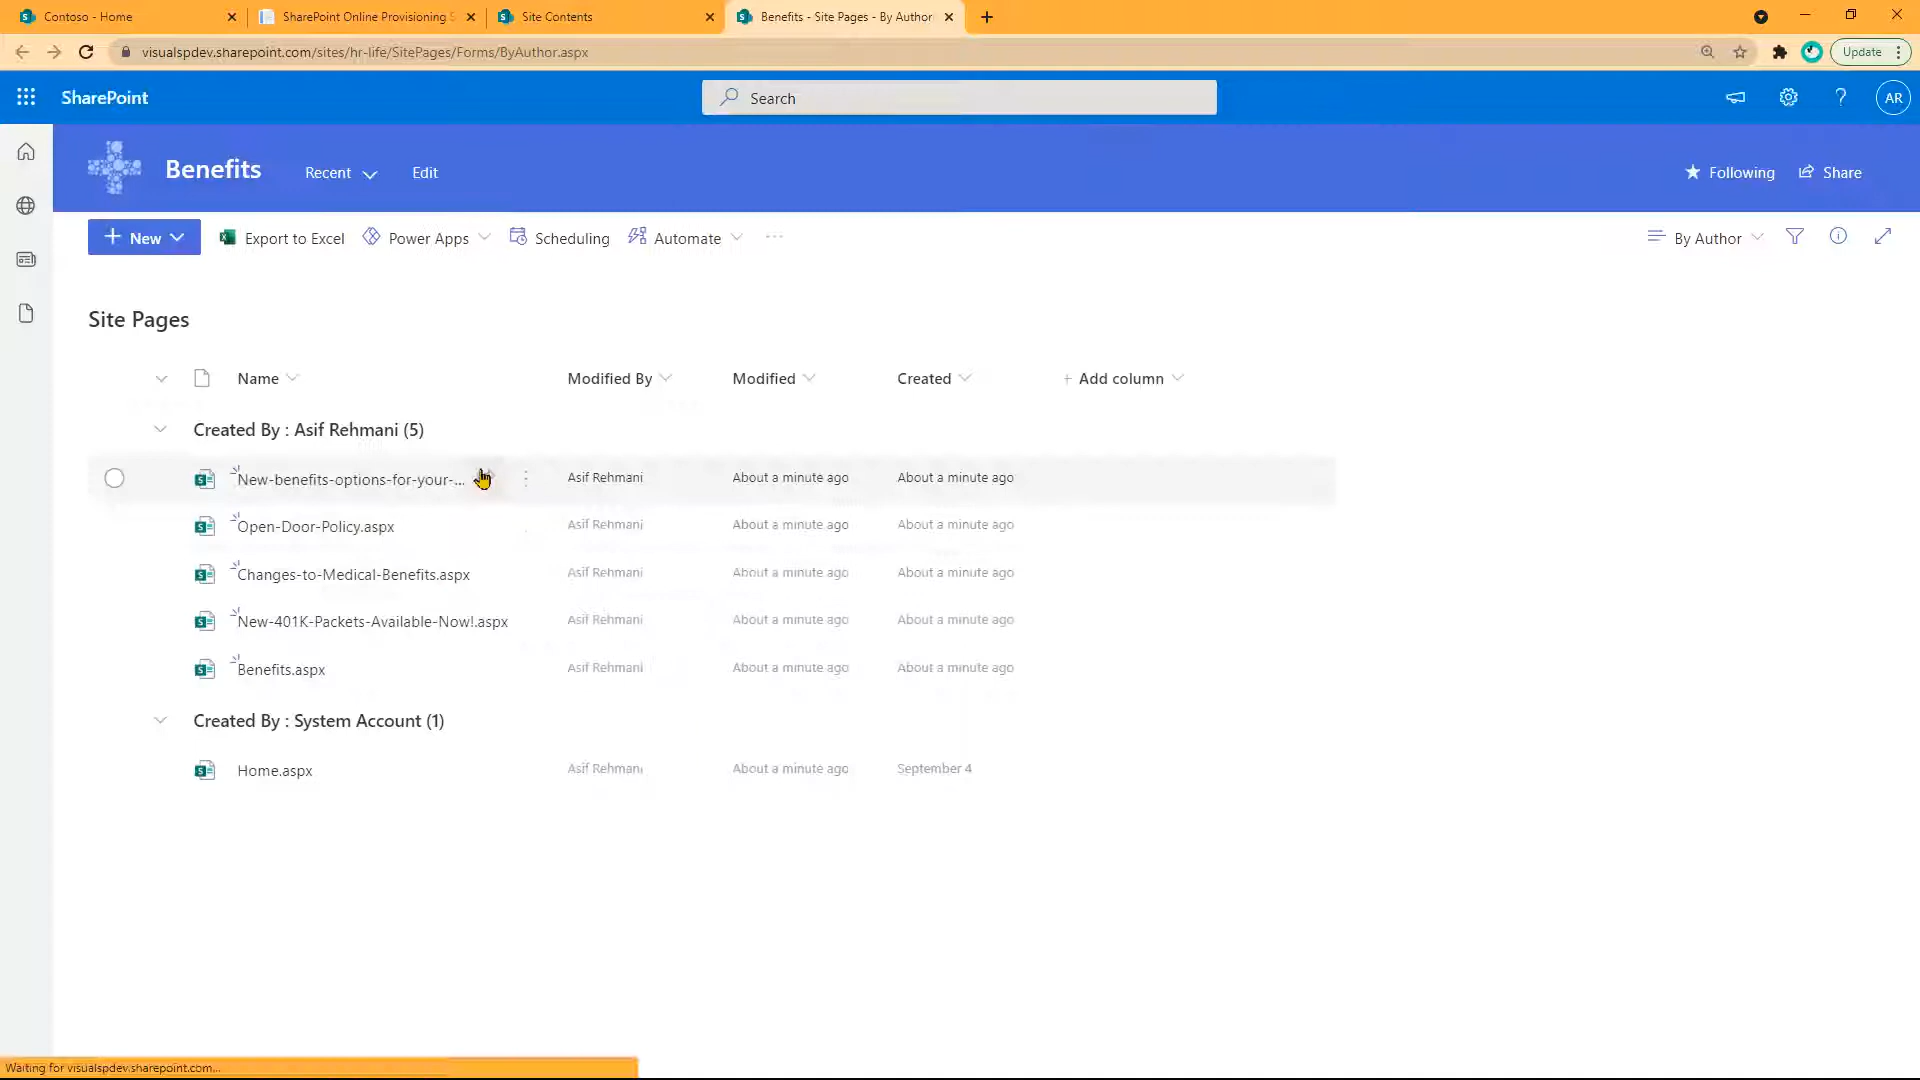 Contoso - Home
SharePoint Online Provisioning S
Site Contents
Benefits - Site Pages - By Author
visualspdev.sharepoint.com/sites/hr-life/SitePages/Forms/ByAuthor.aspx
Update
SharePoint
Search
?
AR
Benefits
Recent
Edit
Following
Share
+ New
Export to Excel
Power Apps
Scheduling
Automate
...
By Author
Site Pages
Name
Modified By
Modified
Created
+ Add column
Created By : Asif Rehmani (5)
New-benefits-options-for-your-... Asif Rehmani About a minute ago About a minute ago
Open-Door-Policy.aspx Asif Rehmani About a minute ago About a minute ago
Changes-to-Medical-Benefits.aspx Asif Rehmani About a minute ago About a minute ago
New-401K-Packets-Available-Now!.aspx Asif Rehmani About a minute ago About a minute ago
Benefits.aspx Asif Rehmani About a minute ago About a minute ago
Created By : System Account (1)
Home.aspx Asif Rehmani About a minute ago September 4
Waiting for visualspdev.sharepoint.com...